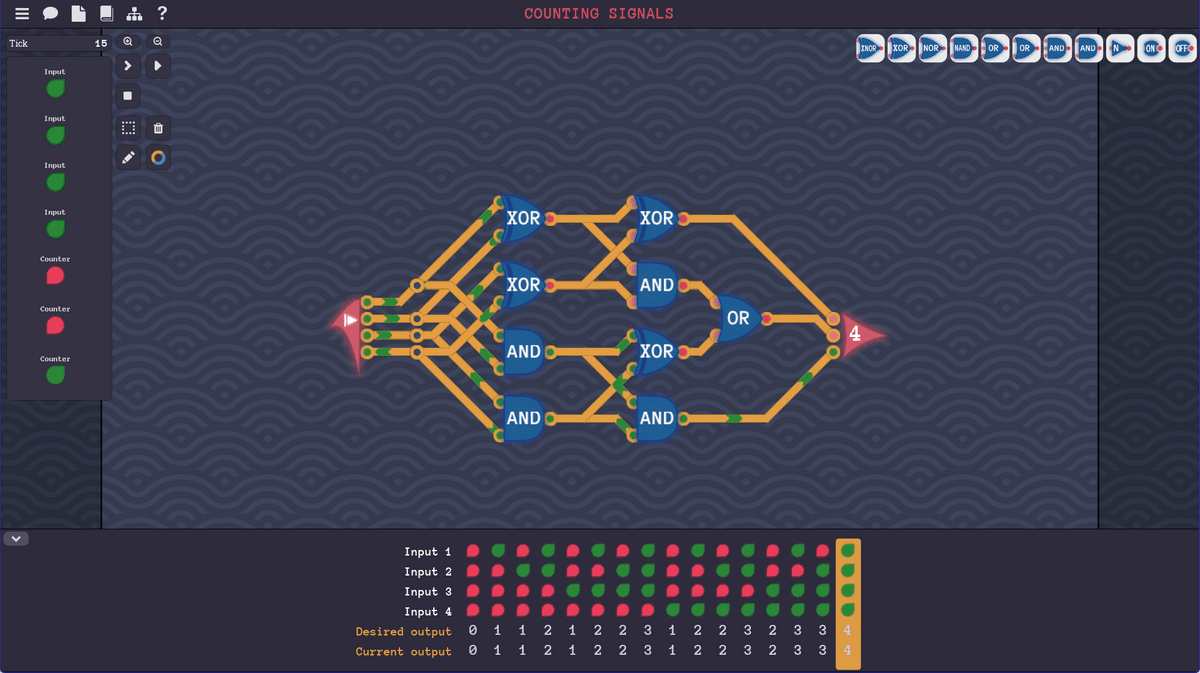 ? COUNTING SIGNALS
Tick 15
XNOR XOR NOR NAND OR OR AND AND N ON OFF
Input
Input
Input
Input
Counter
Counter
Counter
XOR XOR
XOR AND
OR
4
AND XOR
AND AND
Input 1
Input 2
Input 3
Input 4
Desired output 0 1 1 2 1 2 2 3 1 2 2 3 2 3 3 4
Current output 0 1 1 2 1 2 2 3 1 2 2 3 2 3 3 4